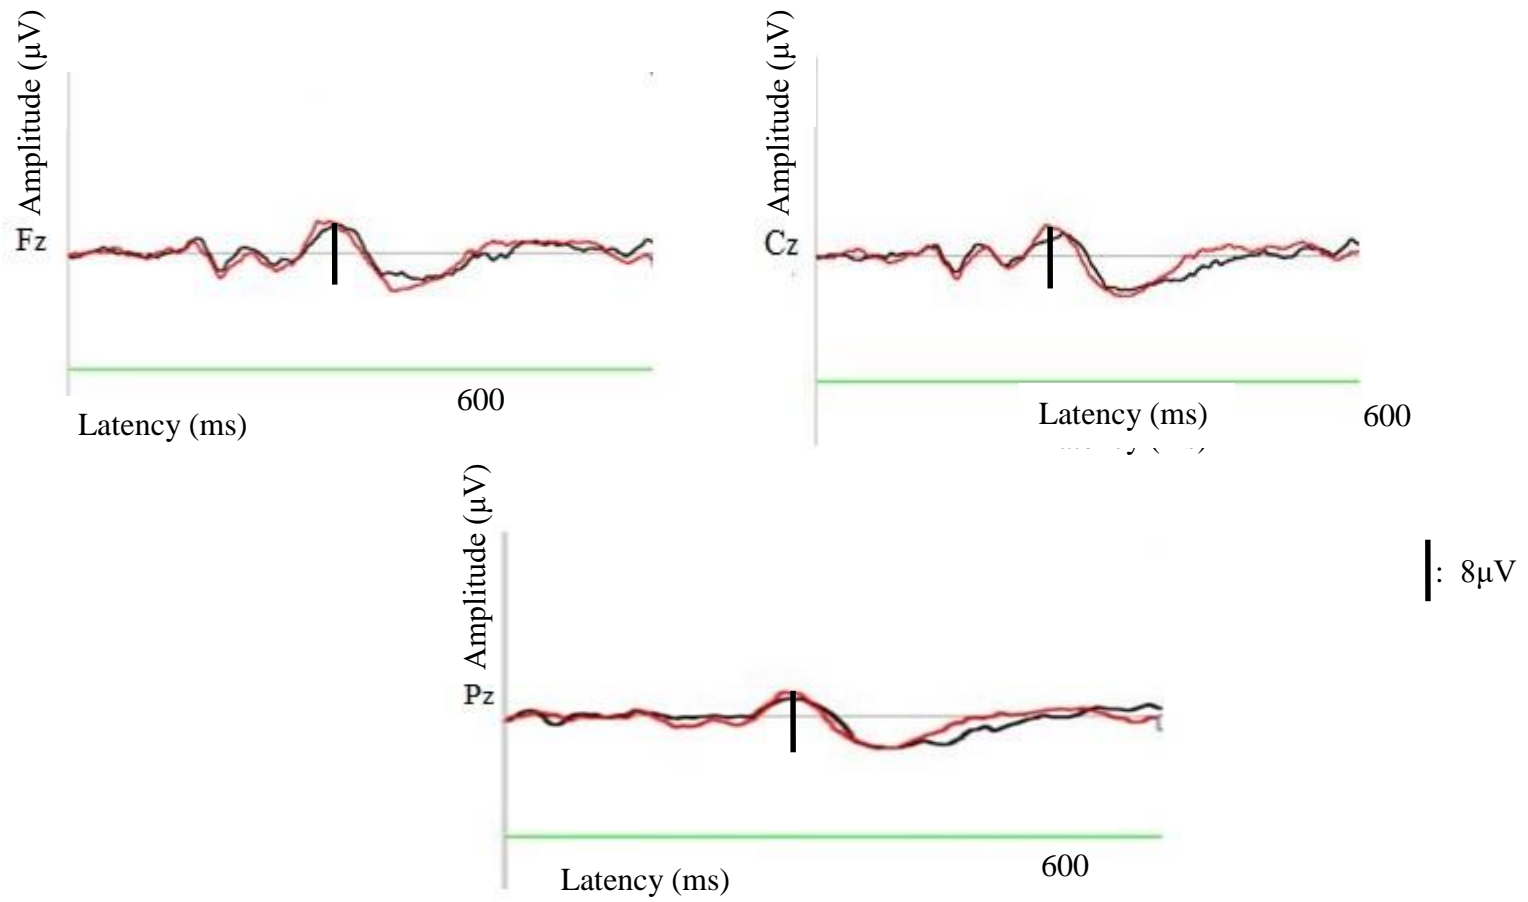 Amplitude (µV)
Fz
600
Latency (ms)
Amplitude (µV)
Cz
Latency (ms)
600
Amplitude (µV)
Pz
600
Latency (ms)
: 8µV